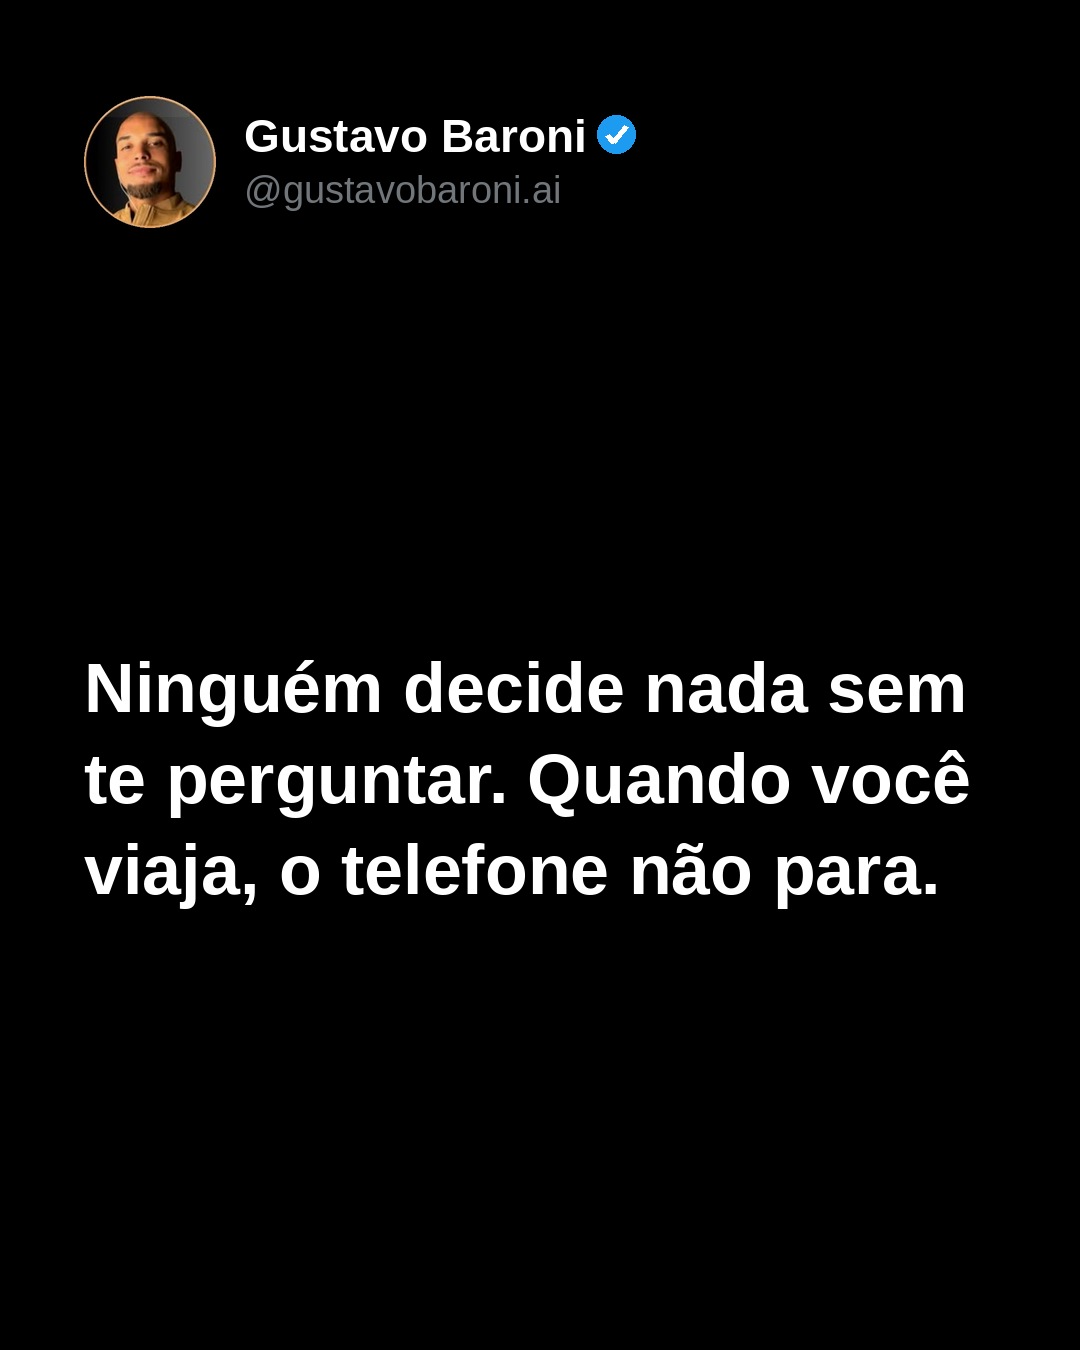 Gustavo Baroni
@gustavobaroni.ai
Ninguém decide nada sem
te perguntar. Quando você
viaja, o telefone não para.